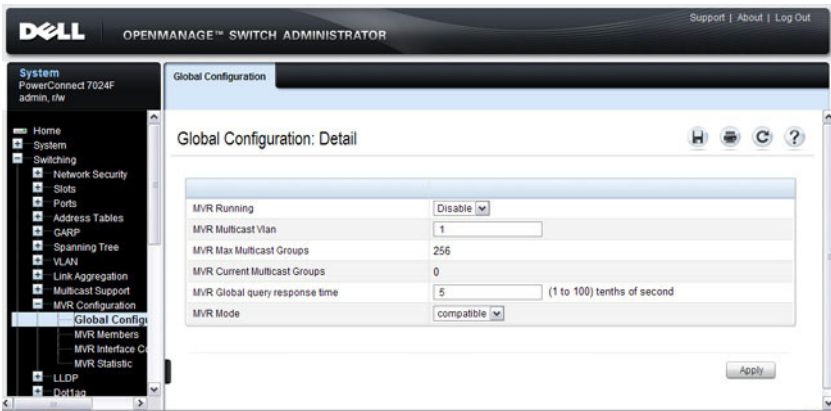 Support | About | Log Out
DELL OPENMANAGE™ SWITCH ADMINISTRATOR
System
PowerConnect 7024F
admin, r/w
Home
System
Switching
Network Security
Slots
Ports
Address Tables
GARP
Spanning Tree
VLAN
Link Aggregation
Multicast Support
MVR Configuration
Global Configu
MVR Members
MVR Interface Co
MVR Statistic
LLDP
Dot1ag
Global Configuration
Global Configuration: Detail
MVR Running Disable
MVR Multicast Vlan 1
MVR Max Multicast Groups 256
MVR Current Multicast Groups 0
MVR Global query response time 5 (1 to 100) tenths of second
MVR Mode compatible
Apply